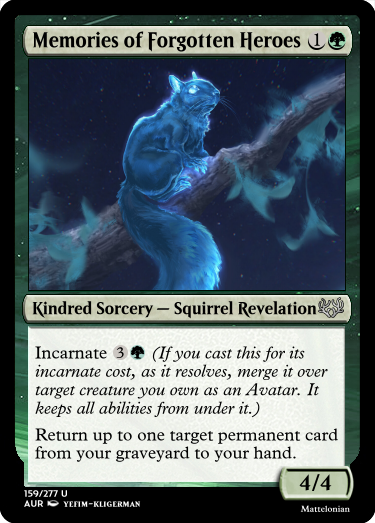 Memories of Forgotten Heroes 1
Kindred Sorcery — Squirrel Revelation
Incarnate 3 (If you cast this for its
incarnate cost, as it resolves, merge it over
target creature you own as an Avatar. It
keeps all abilities from under it.)
Return up to one target permanent card
from your graveyard to your hand.
4/4
159/277 U
AUR YEFIM-KLIGERMAN
Mattelonian